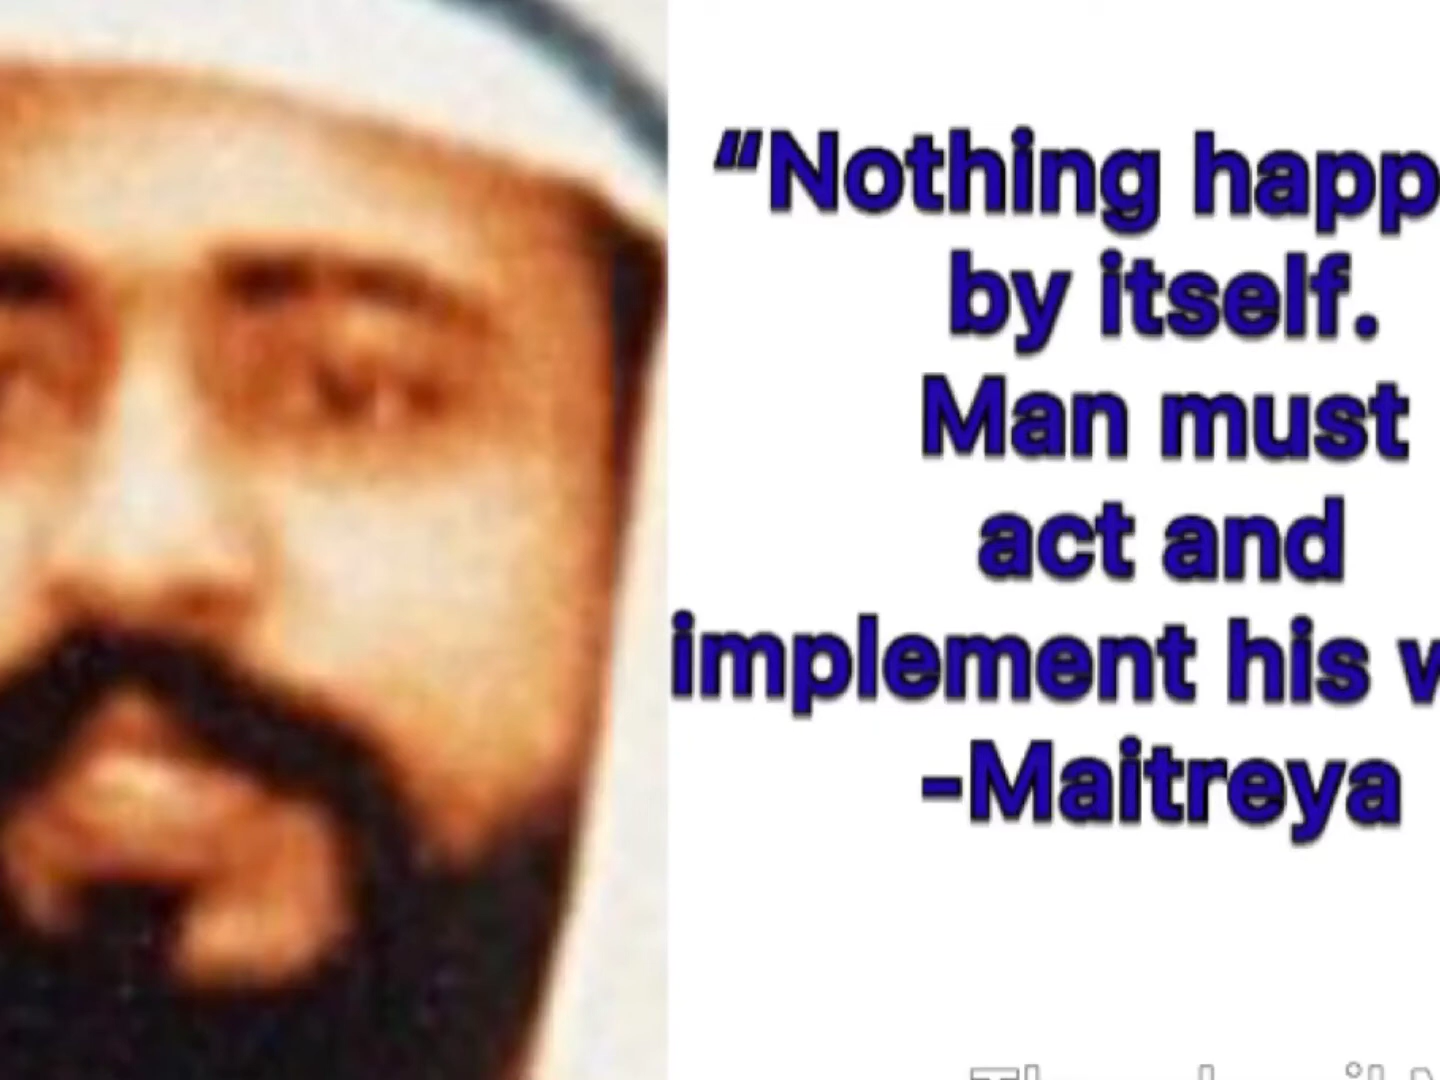 “Nothing happ
by itself.
Man must
act and
implement his w
-Maitreya